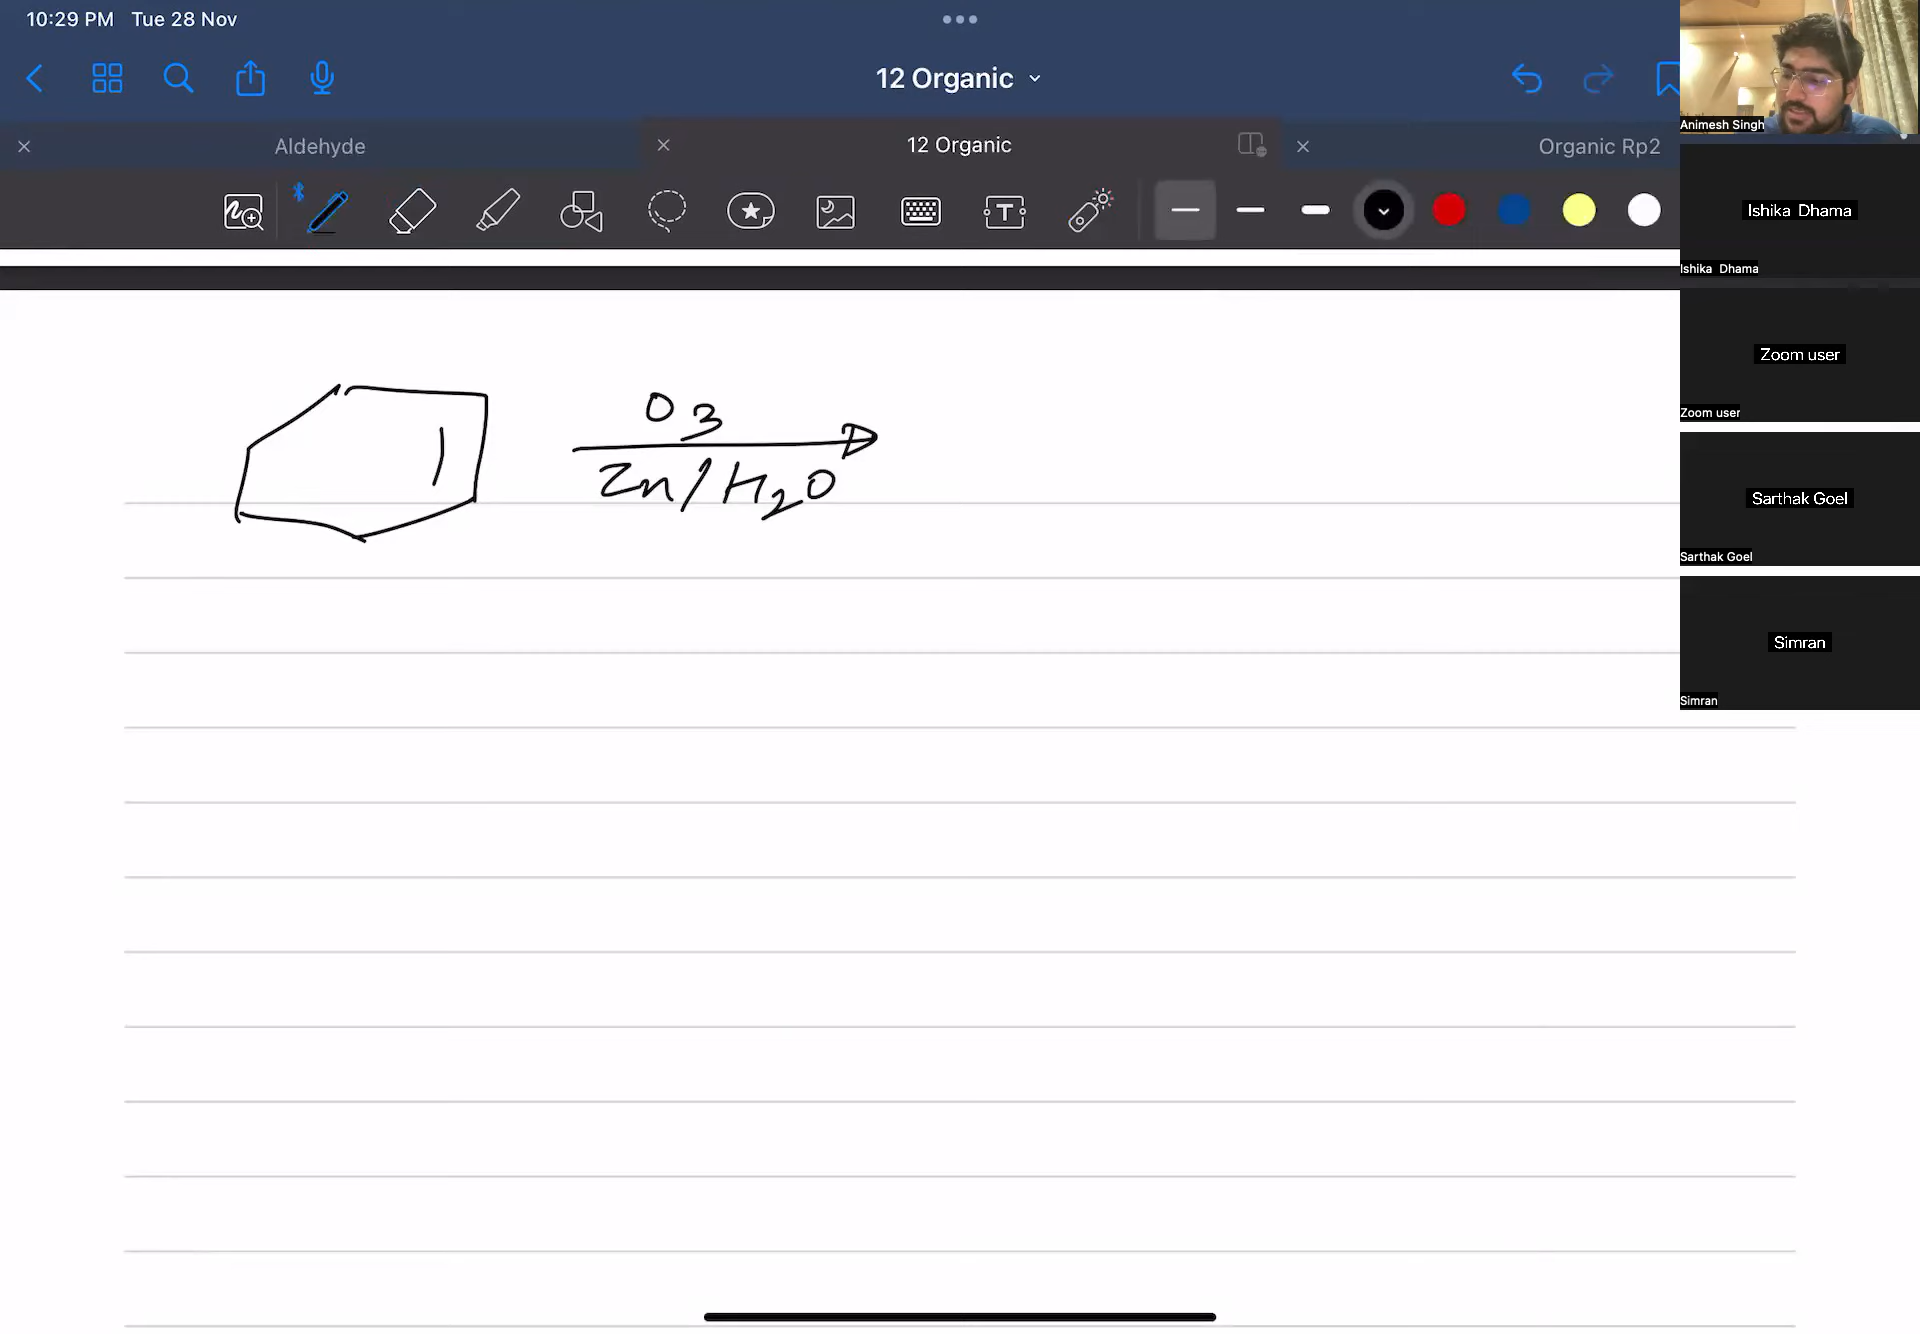 10:29 PM Tue 28 Nov
12 Organic
Aldehyde
12 Organic
Organic Rp2
T
O3
Zn/H2O
Animesh Singh
Ishika Dhama
Ishika Dhama
Zoom user
Zoom user
Sarthak Goel
Sarthak Goel
Simran
Simran